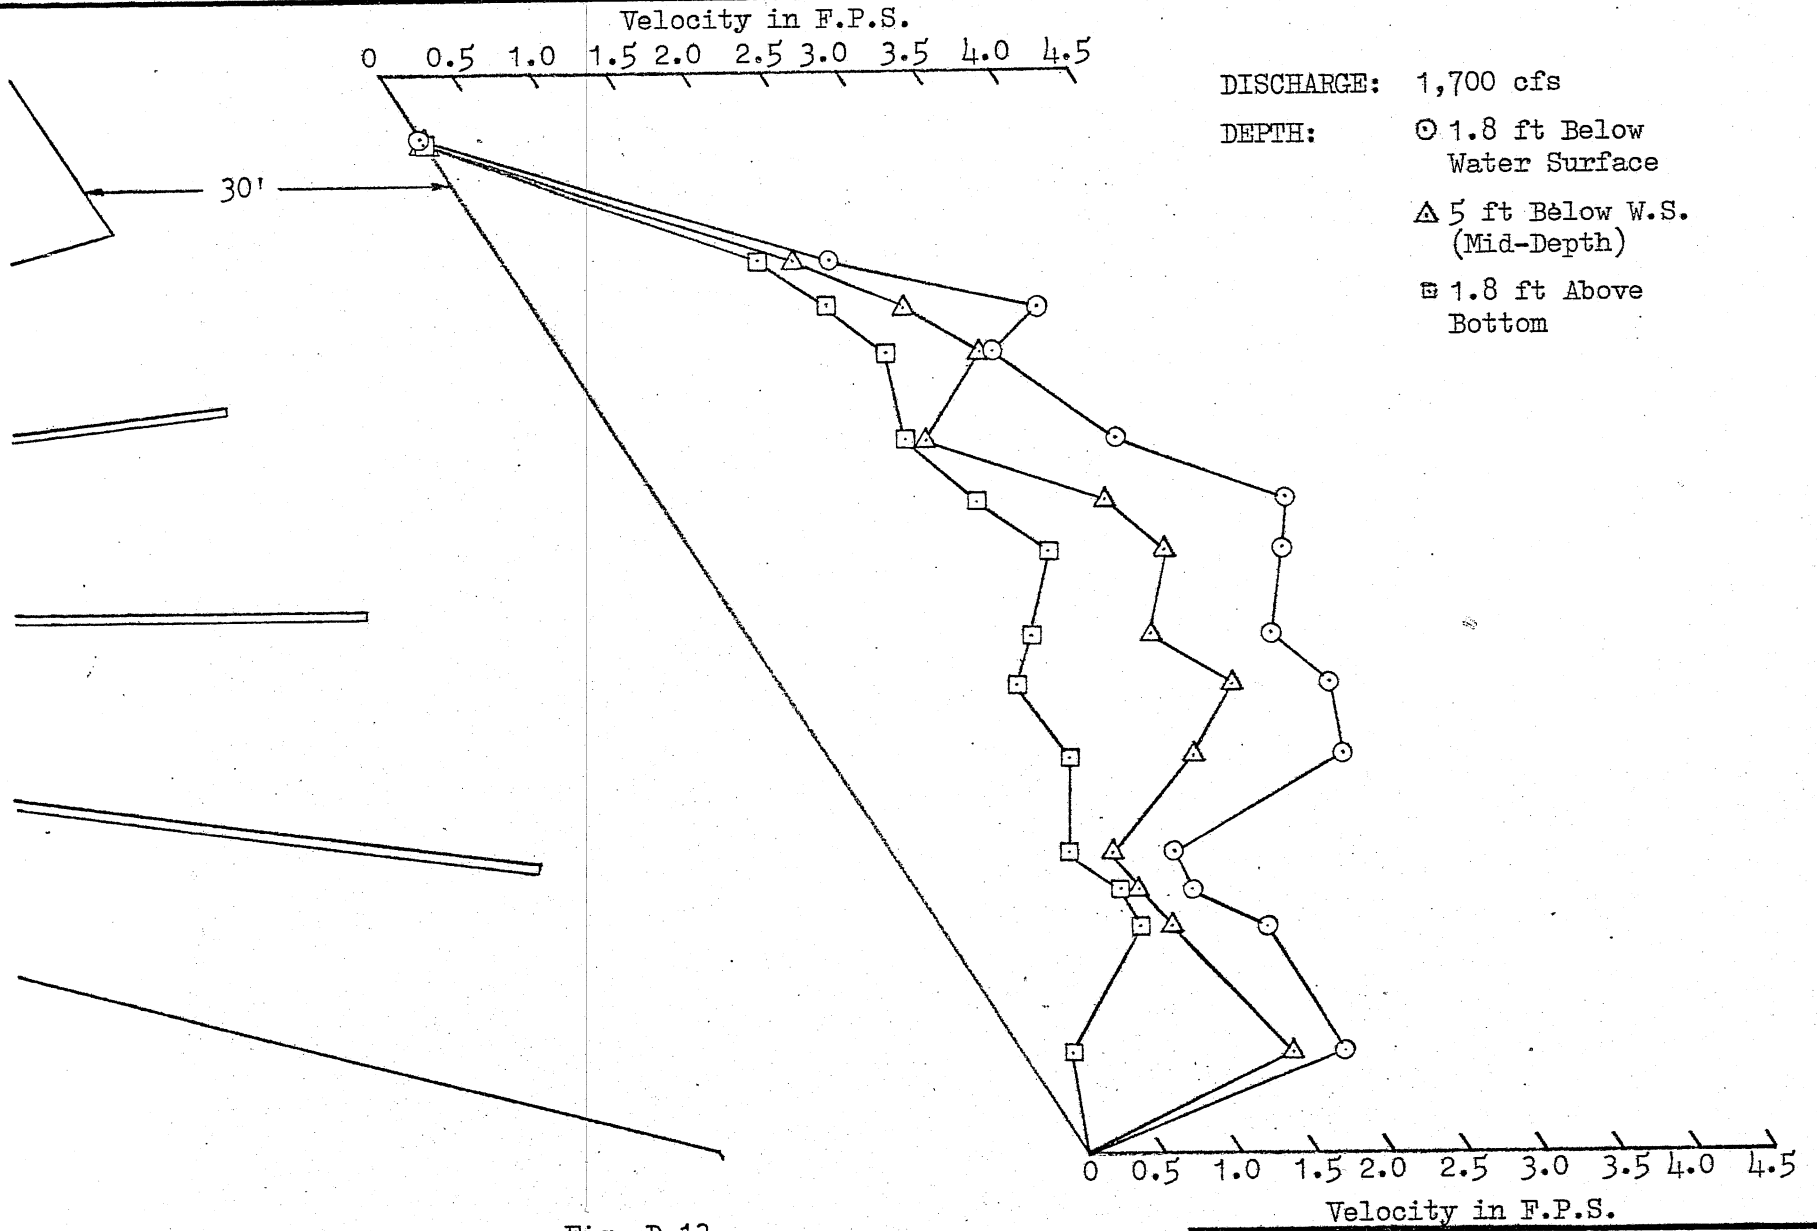 Velocity in F.P.S.
0 0.5 1.0 1.5 2.0 2.5 3.0 3.5 4.0 4.5
DISCHARGE: 1,700 cfs
DEPTH: ⊙ 1.8 ft Below
Water Surface
30'
△ 5 ft Below W.S.
(Mid-Depth)
⊡ 1.8 ft Above
Bottom
0 0.5 1.0 1.5 2.0 2.5 3.0 3.5 4.0 4.5
Velocity in F.P.S.